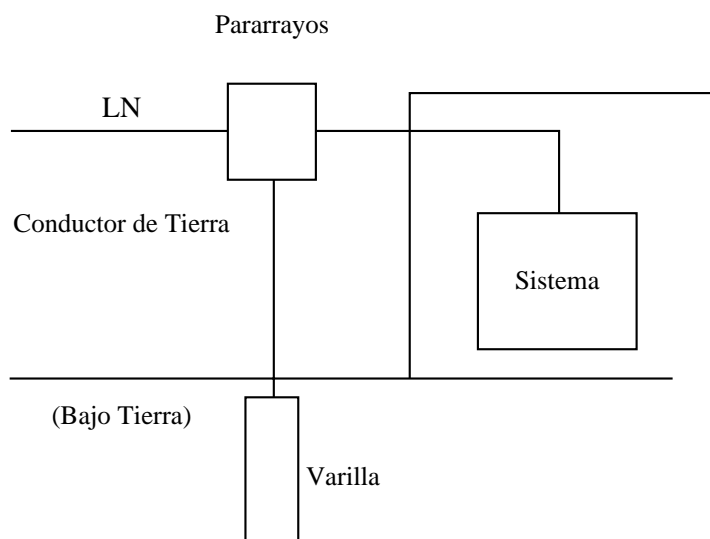 Pararrayos
LN
Conductor de Tierra
Sistema
(Bajo Tierra)
Varilla